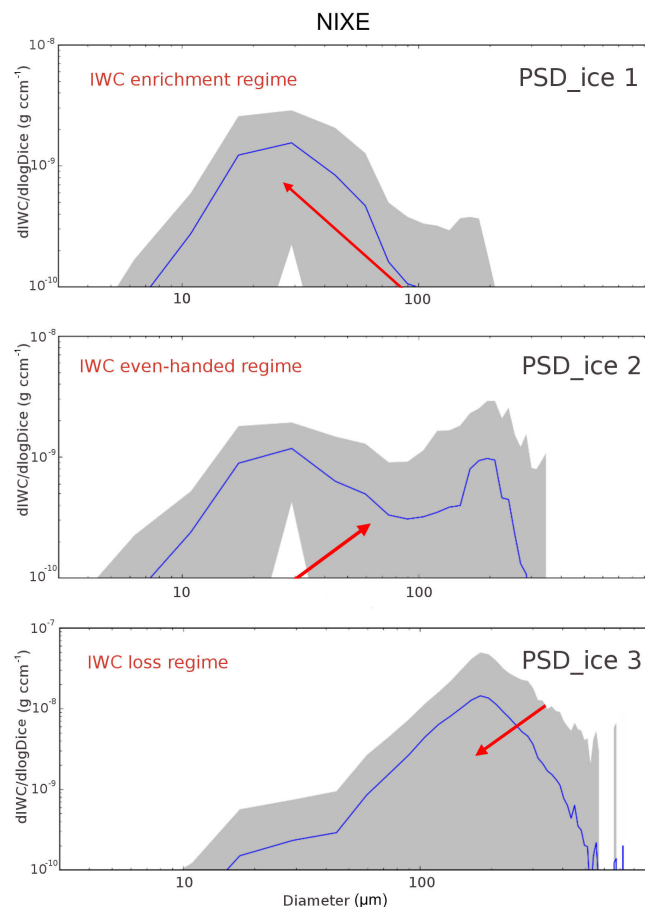 NIXE
10⁻⁸
IWC enrichment regime
PSD_ice 1
dIWC/dlogDice (g ccm⁻¹)
10⁻⁹
10⁻¹⁰
10
100
10⁻⁸
IWC even-handed regime
PSD_ice 2
dIWC/dlogDice (g ccm⁻¹)
10⁻⁹
10⁻¹⁰
10
100
10⁻⁷
IWC loss regime
PSD_ice 3
dIWC/dlogDice (g ccm⁻¹)
10⁻⁸
10⁻⁹
10⁻¹⁰
10
100
Diameter (μm)